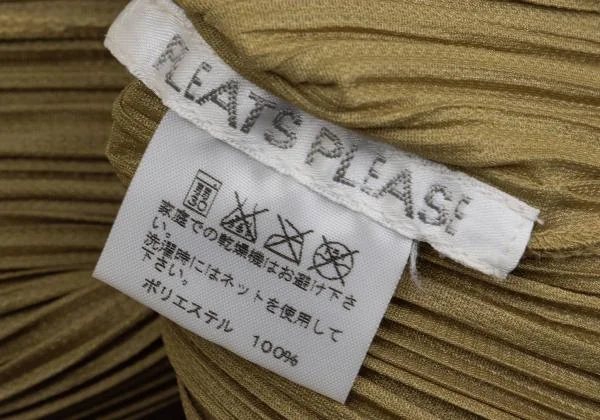 PLEATS PLEASE
家庭での乾燥機はお避け下さ
い。
洗濯時にはネットを使用して
下さい。
ポリエステル 100%